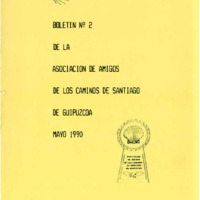 BOLETIN Nº 2
DE LA
ASOCIACION DE AMIGOS
DE LOS CAMINOS DE SANTIAGO
DE GUIPUZCOA
MAYO 1990